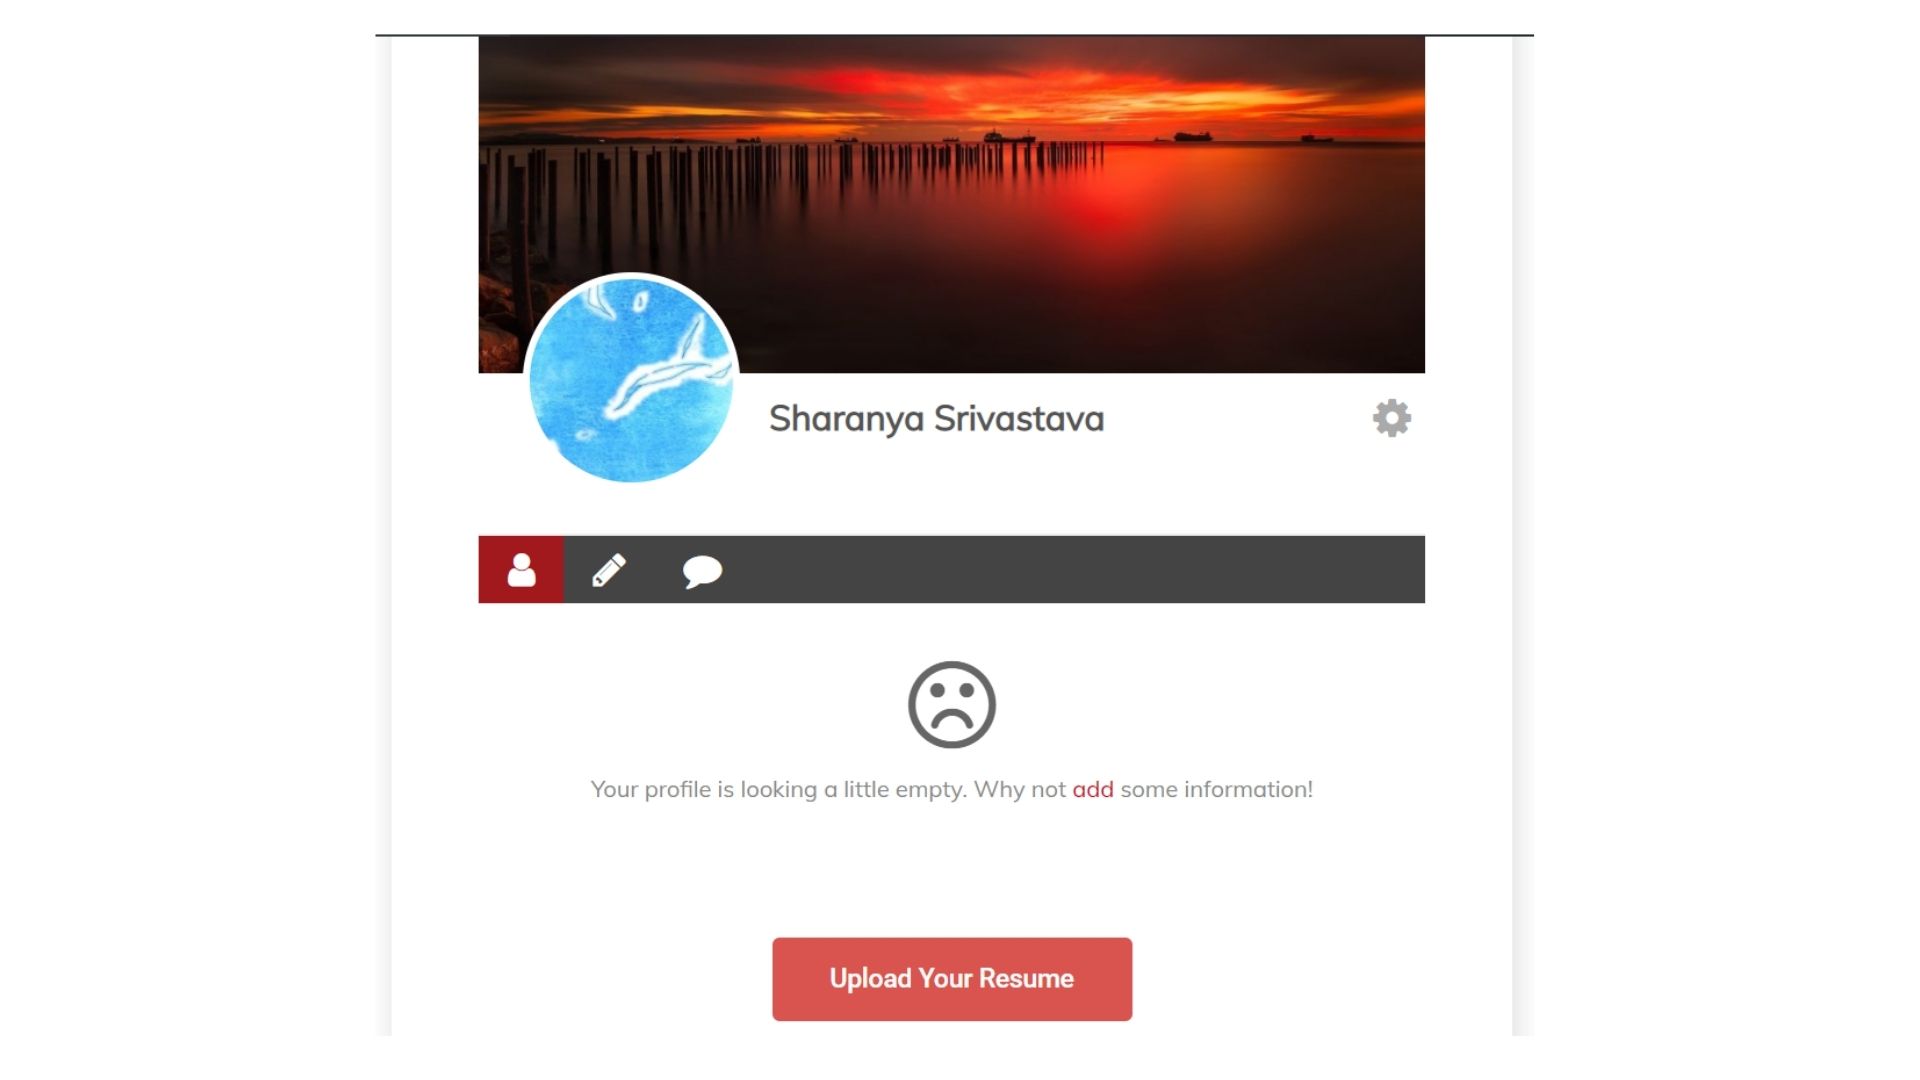 Sharanya Srivastava
Your profile is looking a little empty. Why not add some information!
Upload Your Resume